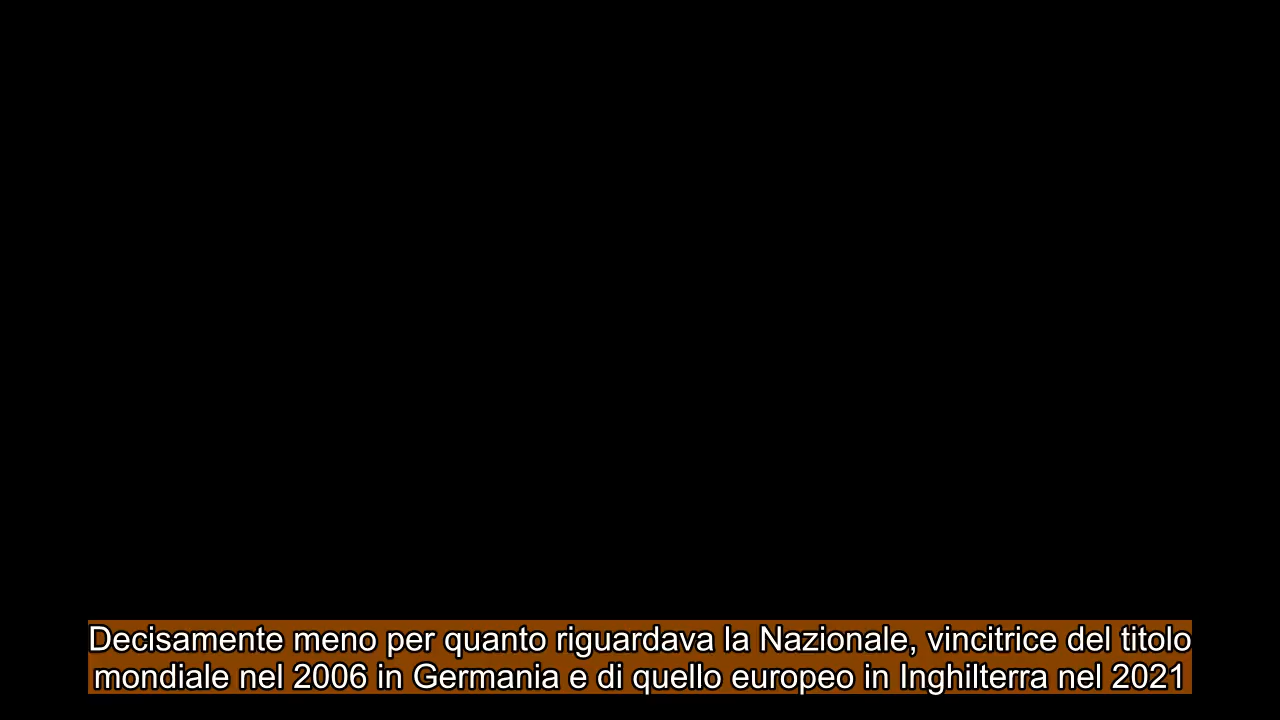 Decisamente meno per quanto riguardava la Nazionale, vincitrice del titolo
mondiale nel 2006 in Germania e di quello europeo in Inghilterra nel 2021